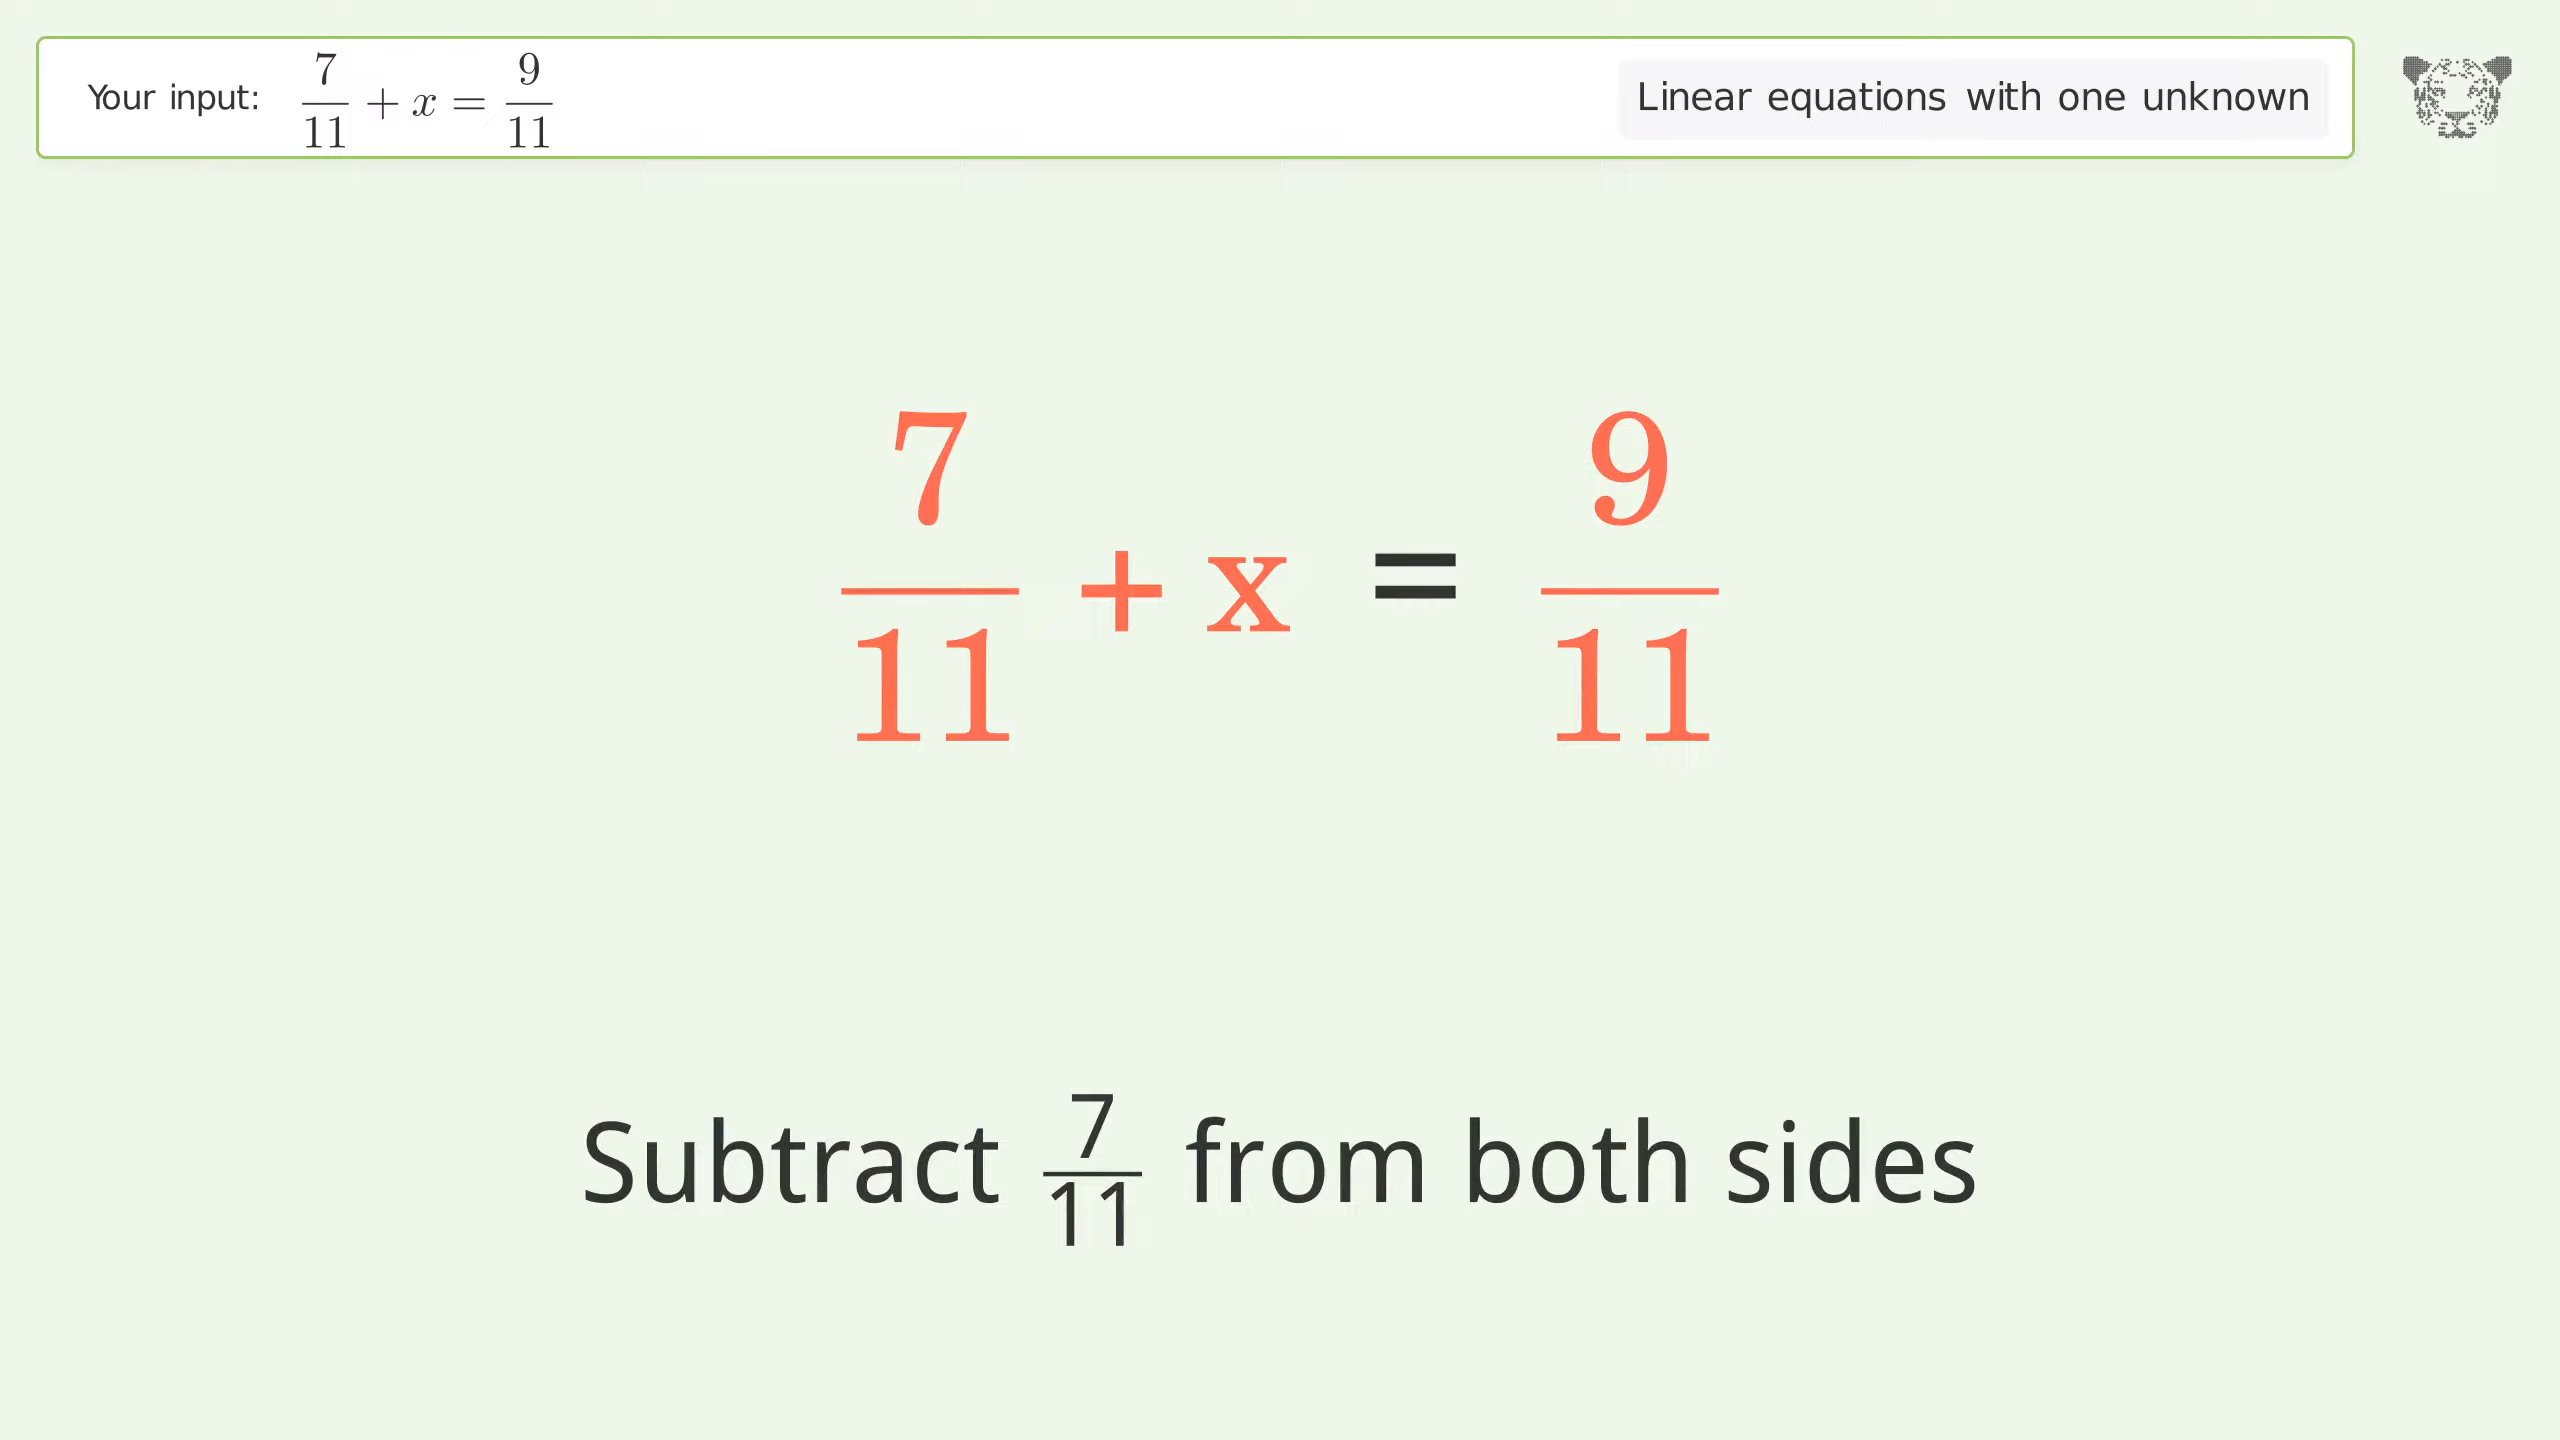 Your input: 7/11 + x = 9/11
Linear equations with one unknown
7/11 + x = 9/11
Subtract 7/11 from both sides